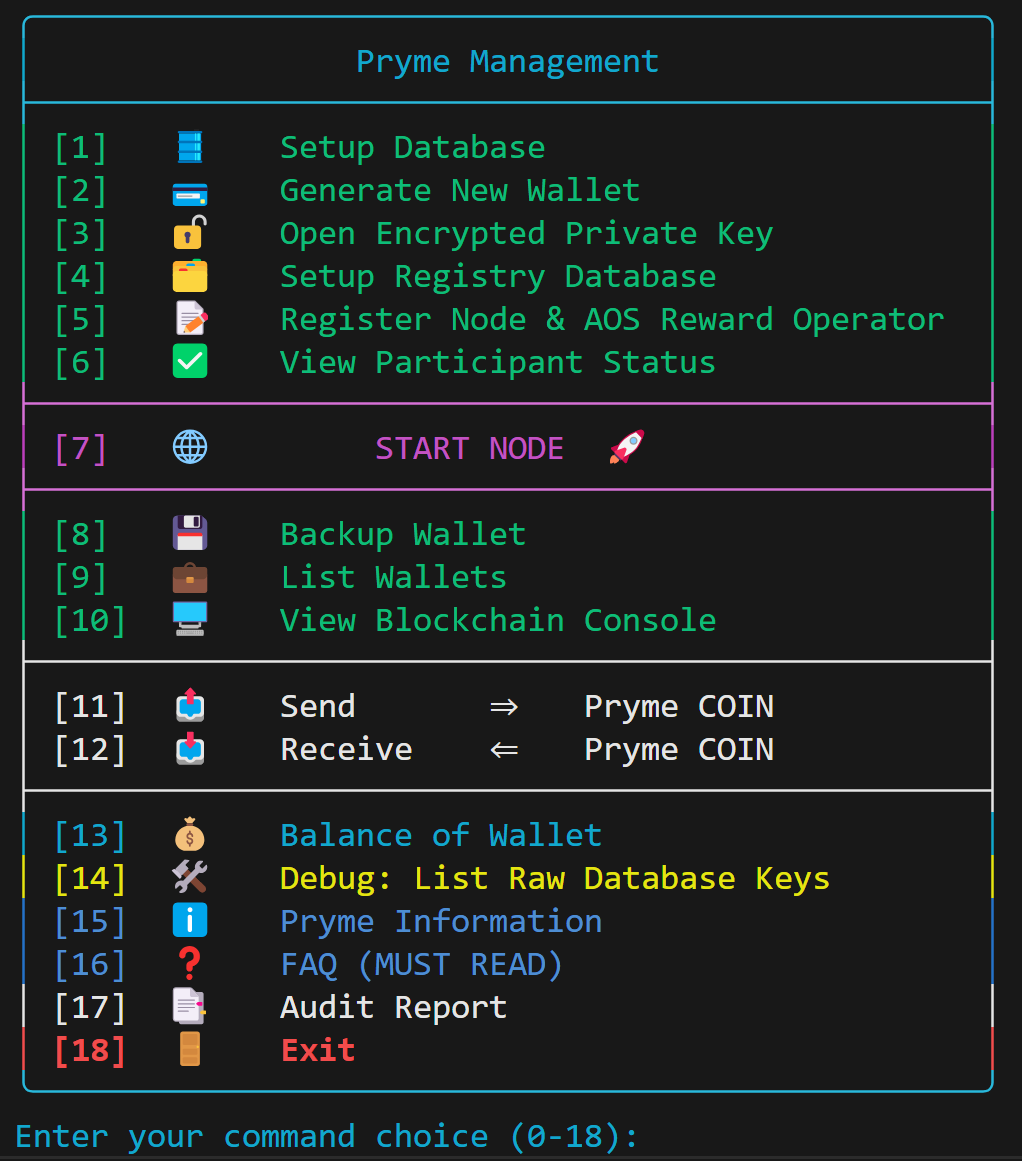 Pryme Management
[1] Setup Database
[2] Generate New Wallet
[3] Open Encrypted Private Key
[4] Setup Registry Database
[5] Register Node & AOS Reward Operator
[6] View Participant Status
[7] START NODE
[8] Backup Wallet
[9] List Wallets
[10] View Blockchain Console
[11] Send ⇒ Pryme COIN
[12] Receive ⇐ Pryme COIN
[13] Balance of Wallet
[14] Debug: List Raw Database Keys
[15] Pryme Information
[16] FAQ (MUST READ)
[17] Audit Report
[18] Exit
Enter your command choice (0-18):